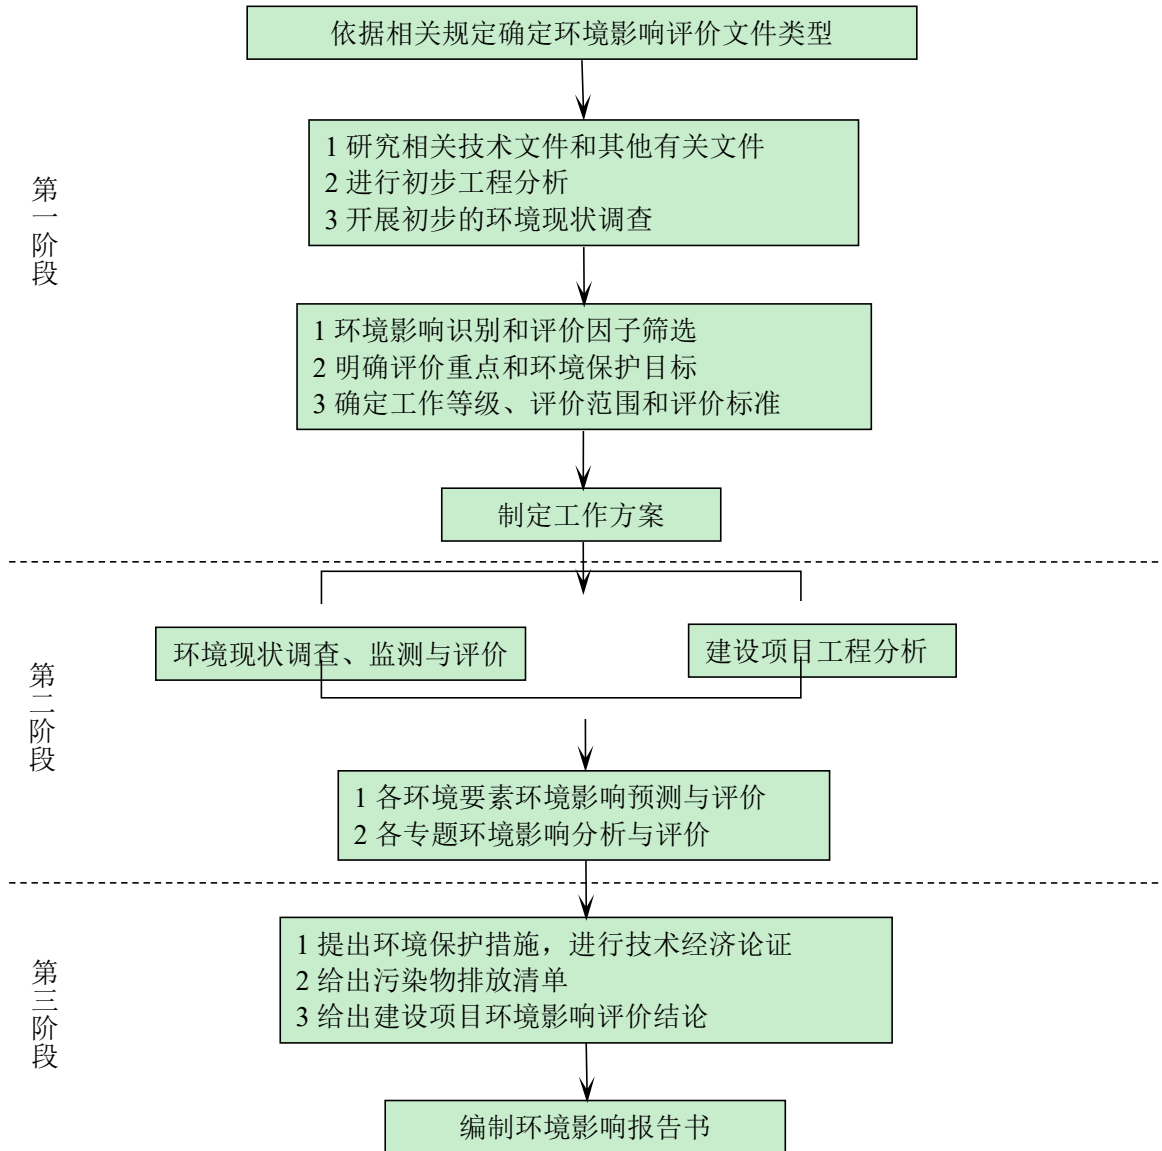 依据相关规定确定环境影响评价文件类型
1 研究相关技术文件和其他有关文件
2 进行初步工程分析
3 开展初步的环境现状调查
第一阶段
1 环境影响识别和评价因子筛选
2 明确评价重点和环境保护目标
3 确定工作等级、评价范围和评价标准
制定工作方案
环境现状调查、监测与评价
建设项目工程分析
第二阶段
1 各环境要素环境影响预测与评价
2 各专题环境影响分析与评价
1 提出环境保护措施，进行技术经济论证
2 给出污染物排放清单
3 给出建设项目环境影响评价结论
第三阶段
编制环境影响报告书